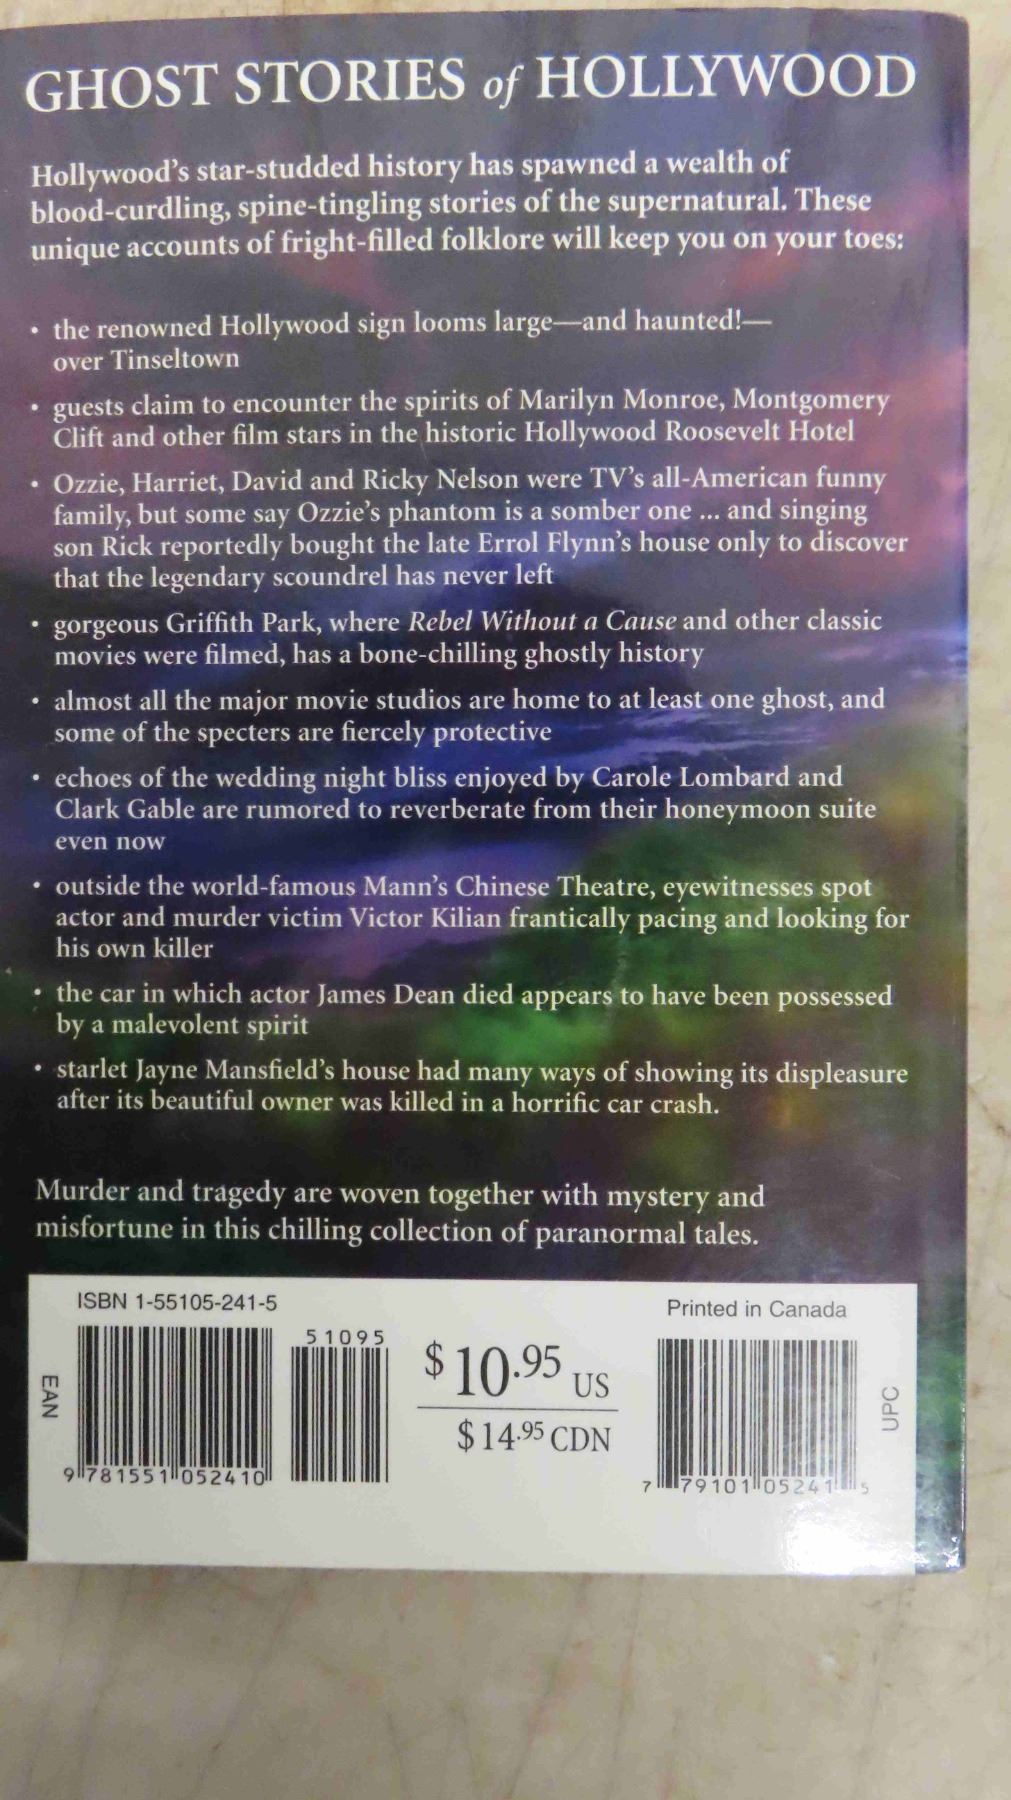 GHOST STORIES of HOLLYWOOD
Hollywood's star-studded history has spawned a wealth of
blood-curdling, spine-tingling stories of the supernatural. These
unique accounts of fright-filled folklore will keep you on your toes:
• the renowned Hollywood sign looms large—and haunted!—
over Tinseltown
• guests claim to encounter the spirits of Marilyn Monroe, Montgomery
Clift and other film stars in the historic Hollywood Roosevelt Hotel
• Ozzie, Harriet, David and Ricky Nelson were TV's all-American funny
family, but some say Ozzie's phantom is a somber one ... and singing
son Rick reportedly bought the late Errol Flynn's house only to discover
that the legendary scoundrel has never left
• gorgeous Griffith Park, where Rebel Without a Cause and other classic
movies were filmed, has a bone-chilling ghostly history
• almost all the major movie studios are home to at least one ghost, and
some of the specters are fiercely protective
• echoes of the wedding night bliss enjoyed by Carole Lombard and
Clark Gable are rumored to reverberate from their honeymoon suite
even now
• outside the world-famous Mann's Chinese Theatre, eyewitnesses spot
actor and murder victim Victor Kilian frantically pacing and looking for
his own killer
• the car in which actor James Dean died appears to have been possessed
by a malevolent spirit
• starlet Jayne Mansfield's house had many ways of showing its displeasure
after its beautiful owner was killed in a horrific car crash.
Murder and tragedy are woven together with mystery and
misfortune in this chilling collection of paranormal tales.
ISBN 1-55105-241-5
51095
EAN
9 781551 052410
$10.95 US
$14.95 CDN
Printed in Canada
UPC
7 79101 05241 5